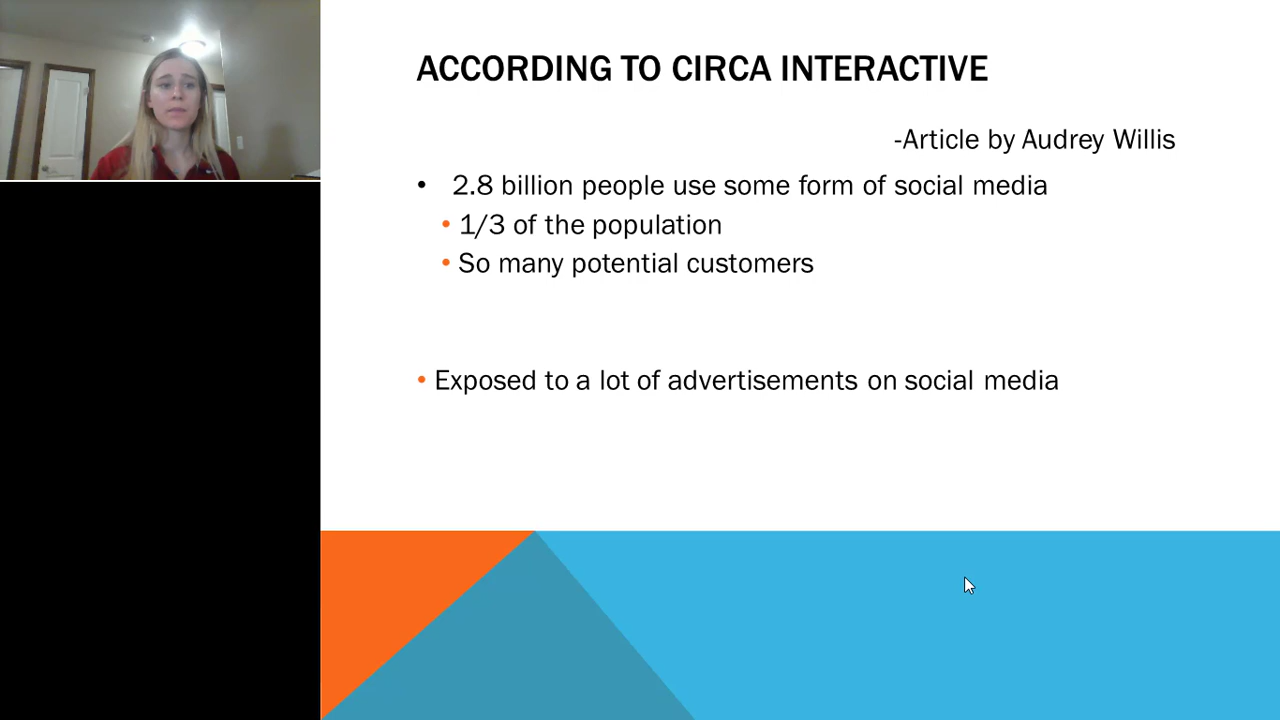 ACCORDING TO CIRCA INTERACTIVE
-Article by Audrey Willis
• 2.8 billion people use some form of social media
• 1/3 of the population
• So many potential customers
• Exposed to a lot of advertisements on social media